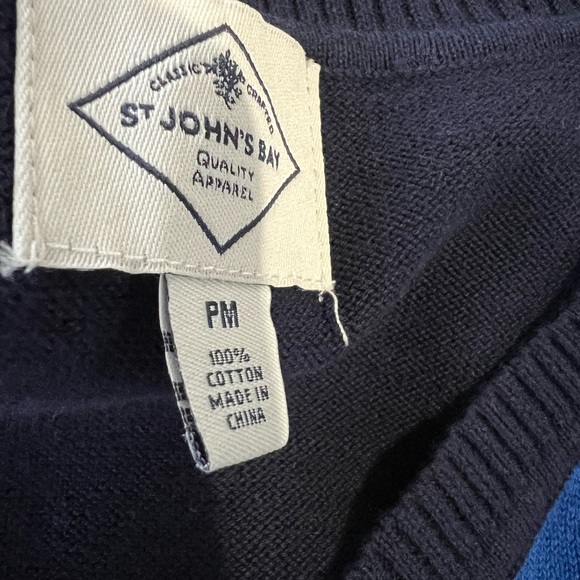 CLASSIC CRAFTED
ST JOHN'S BAY
QUALITY
APPAREL
PM
100%
COTTON
MADE IN
CHINA